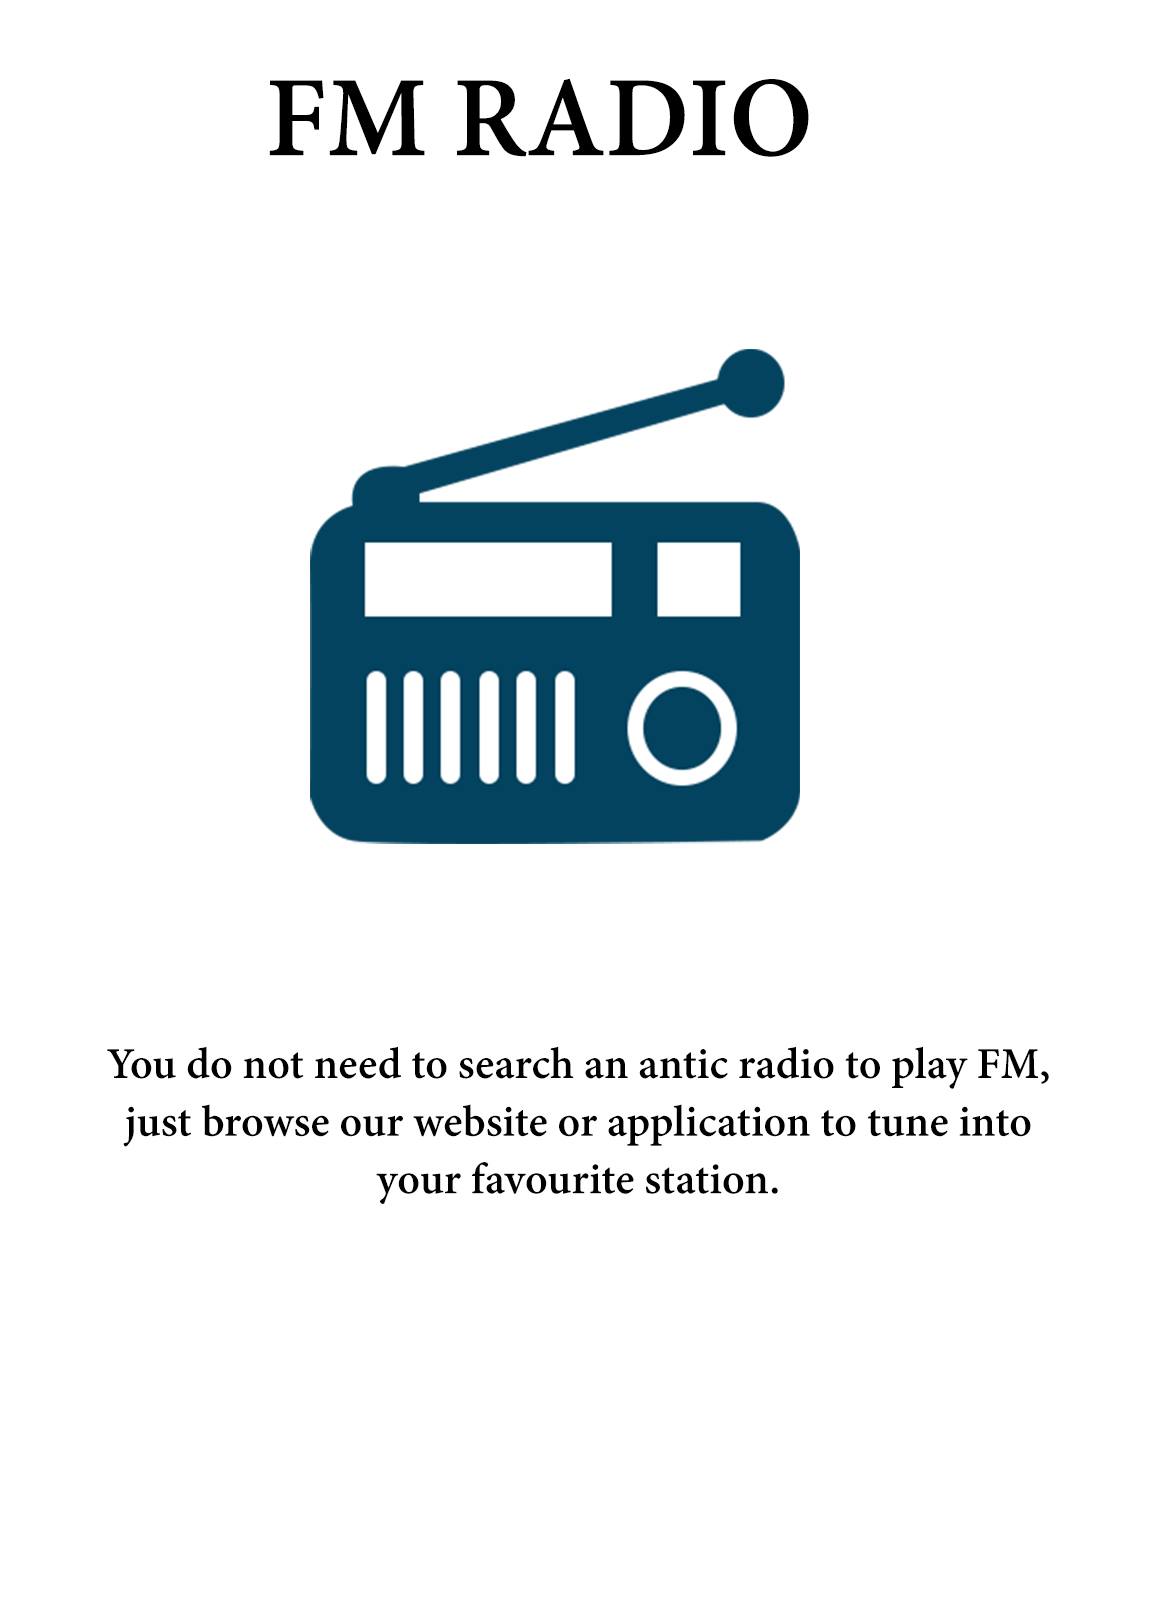 FM RADIO
You do not need to search an antic radio to play FM,
just browse our website or application to tune into
your favourite station.